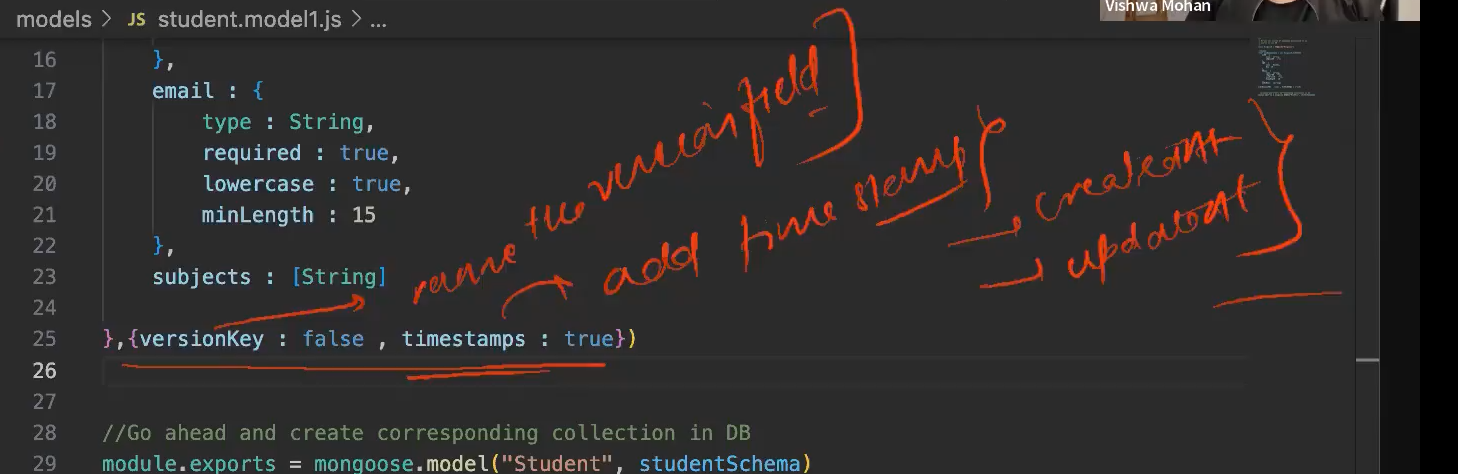 Vishwa Mohan
models > JS student.model1.js > ...
16 },
17 email : {
18 type : String,
19 required : true,
20 lowercase : true,
21 minLength : 15
22 },
23 subjects : [String]
24
25 },{versionKey : false , timestamps : true})
26
27
28 //Go ahead and create corresponding collection in DB
29 module.exports = mongoose.model("Student", studentSchema)
the version field
add time stamp
createdAt
updatedAt